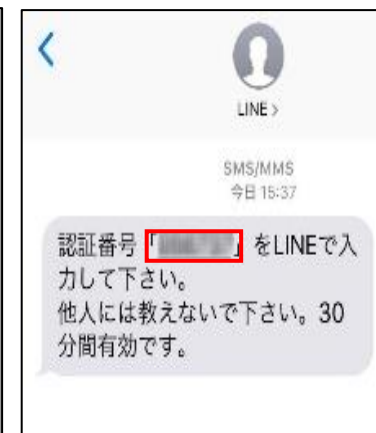 LINE >
SMS/MMS
今日 15:37
認証番号「」をLINEで入
力して下さい。
他人には教えないで下さい。30
分間有効です。